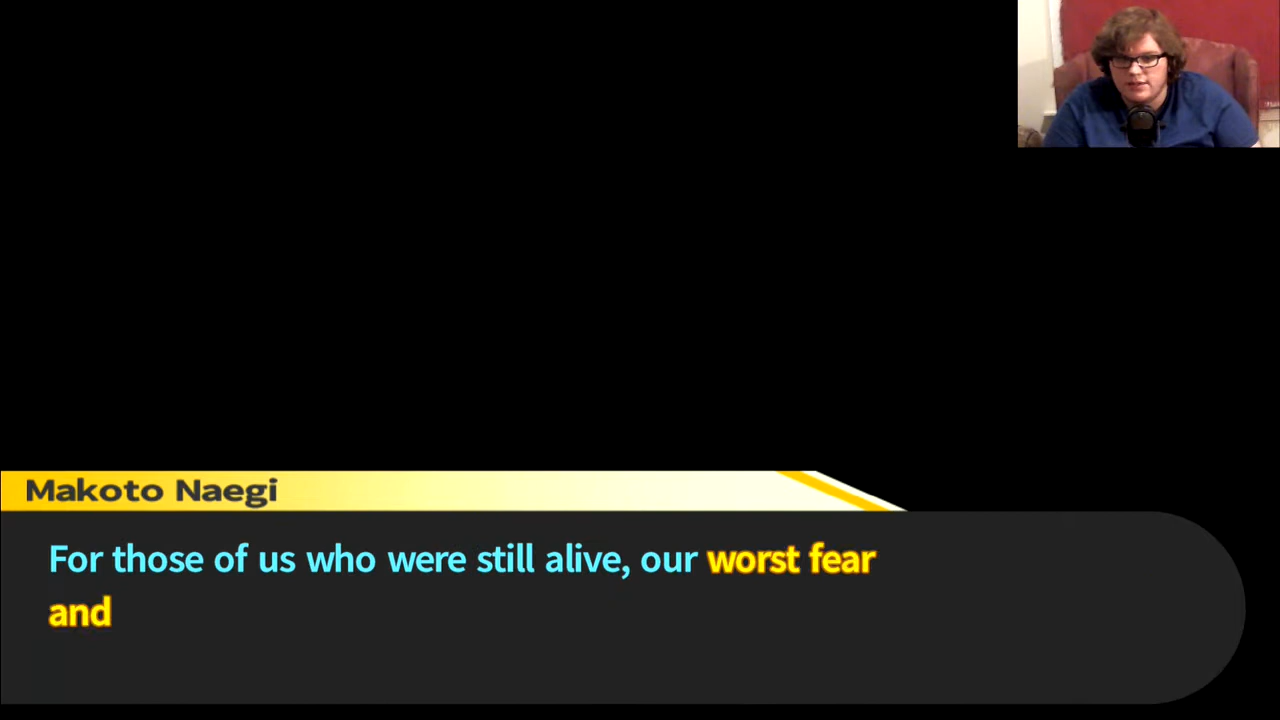 Makoto Naegi
For those of us who were still alive, our worst fear
and